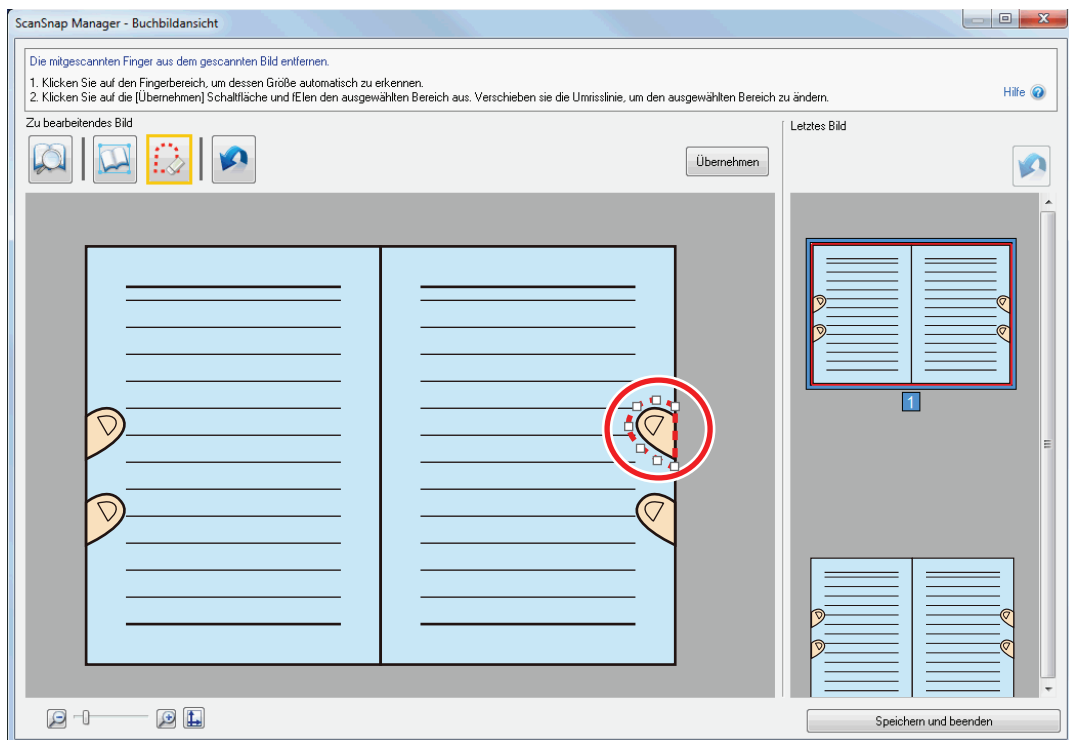 ScanSnap Manager - Buchbildansicht
Die mitgescannten Finger aus dem gescannten Bild entfernen.
1. Klicken Sie auf den Fingerbereich, um dessen Größe automatisch zu erkennen.
2. Klicken Sie auf die [Übernehmen] Schaltfläche und fElen den ausgewählten Bereich aus. Verschieben sie die Umrisslinie, um den ausgewählten Bereich zu ändern.
Hilfe
Zu bearbeitendes Bild
Übernehmen
Letztes Bild
1
Speichern und beenden